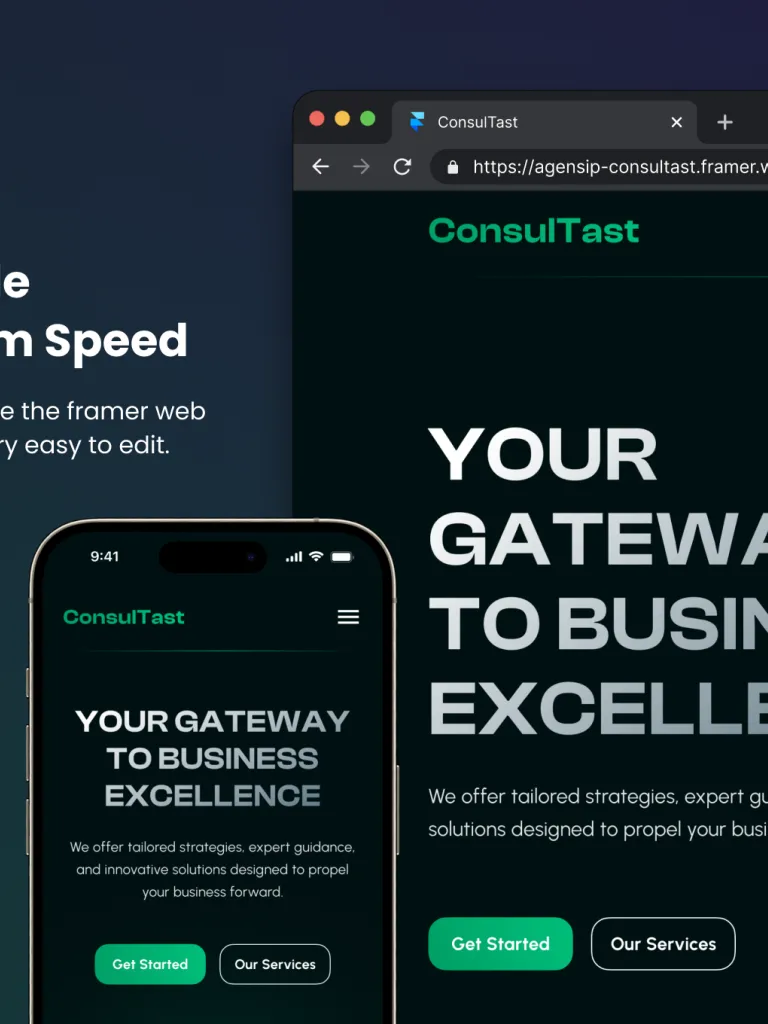 le
m Speed
e the framer web
ry easy to edit.
ConsulTast
https://agensip-consultast.framer.w
ConsulTast
YOUR
GATEWA
TO BUSIN
EXCELLE
We offer tailored strategies, expert gu
solutions designed to propel your busi
Get Started
Our Services
9:41
ConsulTast
YOUR GATEWAY
TO BUSINESS
EXCELLENCE
We offer tailored strategies, expert guidance,
and innovative solutions designed to propel
your business forward.
Get Started
Our Services